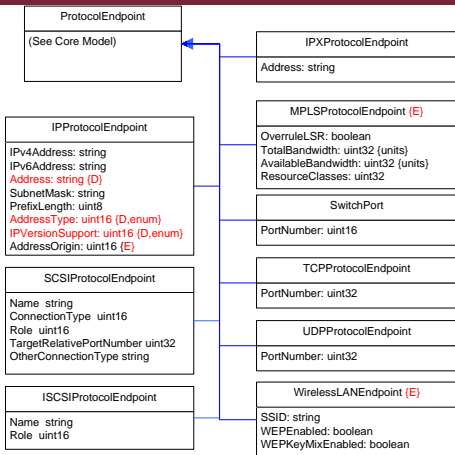 ProtocolEndpoint
(See Core Model)
IPProtocolEndpoint
IPv4Address: string
IPv6Address: string
Address: string {D}
SubnetMask: string
PrefixLength: uint8
AddressType: uint16 {D,enum}
IPVersionSupport: uint16 {D,enum}
AddressOrigin: uint16 {E}
SCSIProtocolEndpoint
Name string
ConnectionType uint16
Role uint16
TargetRelativePortNumber uint32
OtherConnectionType string
ISCSIProtocolEndpoint
Name string
Role uint16
IPXProtocolEndpoint
Address: string
MPLSProtocolEndpoint {E}
OverruleLSR: boolean
TotalBandwidth: uint32 {units}
AvailableBandwidth: uint32 {units}
ResourceClasses: uint32
SwitchPort
PortNumber: uint16
TCPProtocolEndpoint
PortNumber: uint32
UDPProtocolEndpoint
PortNumber: uint32
WirelessLANEndpoint {E}
SSID: string
WEPEnabled: boolean
WEPKeyMixEnabled: boolean